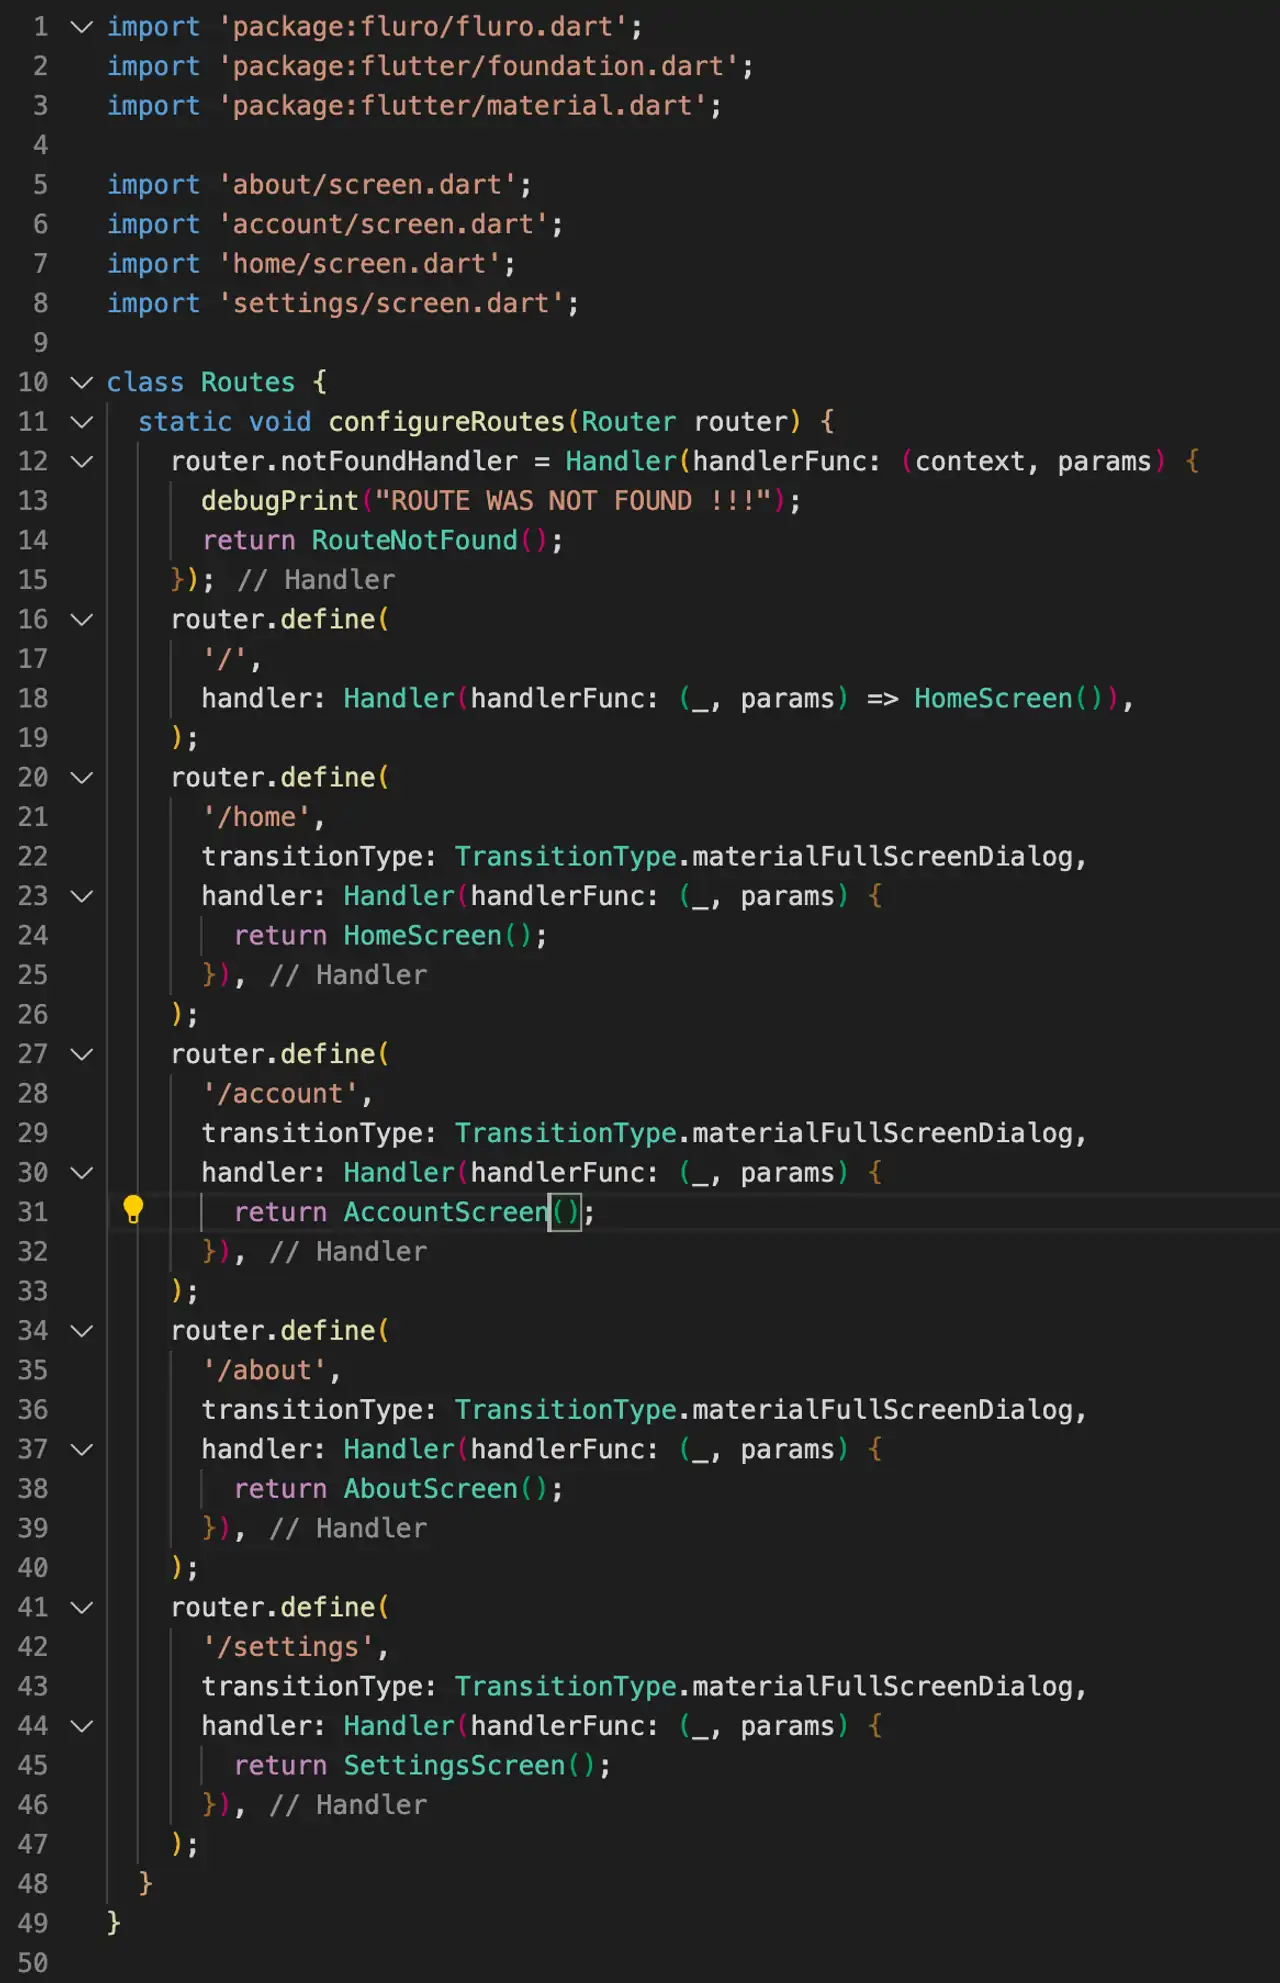 1 import 'package:fluro/fluro.dart';
2 import 'package:flutter/foundation.dart';
3 import 'package:flutter/material.dart';
4
5 import 'about/screen.dart';
6 import 'account/screen.dart';
7 import 'home/screen.dart';
8 import 'settings/screen.dart';
9
10 class Routes {
11   static void configureRoutes(Router router) {
12     router.notFoundHandler = Handler(handlerFunc: (context, params) {
13       debugPrint("ROUTE WAS NOT FOUND !!!");
14       return RouteNotFound();
15     }); // Handler
16     router.define(
17       '/',
18       handler: Handler(handlerFunc: (_, params) => HomeScreen()),
19     );
20     router.define(
21       '/home',
22       transitionType: TransitionType.materialFullScreenDialog,
23       handler: Handler(handlerFunc: (_, params) {
24         return HomeScreen();
25       }), // Handler
26     );
27     router.define(
28       '/account',
29       transitionType: TransitionType.materialFullScreenDialog,
30       handler: Handler(handlerFunc: (_, params) {
31         return AccountScreen();
32       }), // Handler
33     );
34     router.define(
35       '/about',
36       transitionType: TransitionType.materialFullScreenDialog,
37       handler: Handler(handlerFunc: (_, params) {
38         return AboutScreen();
39       }), // Handler
40     );
41     router.define(
42       '/settings',
43       transitionType: TransitionType.materialFullScreenDialog,
44       handler: Handler(handlerFunc: (_, params) {
45         return SettingsScreen();
46       }), // Handler
47     );
48   }
49 }
50